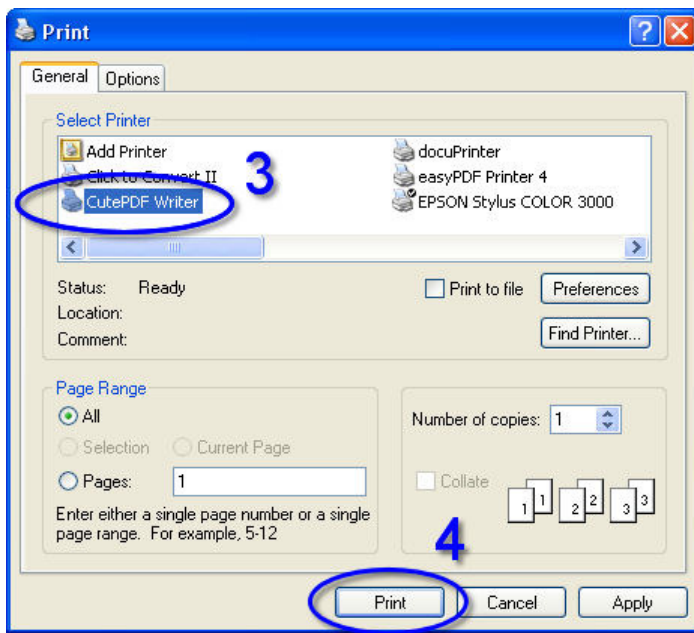 Print
General Options
Select Printer
Add Printer
Click to Convert II
CutePDF Writer
docuPrinter
easyPDF Printer 4
EPSON Stylus COLOR 3000
3
Status: Ready
Location:
Comment:
Print to file
Preferences
Find Printer...
Page Range
All
Selection Current Page
Pages: 1
Enter either a single page number or a single
page range. For example, 5-12
Number of copies: 1
Collate
1 1 2 2 3 3
4
Print Cancel Apply